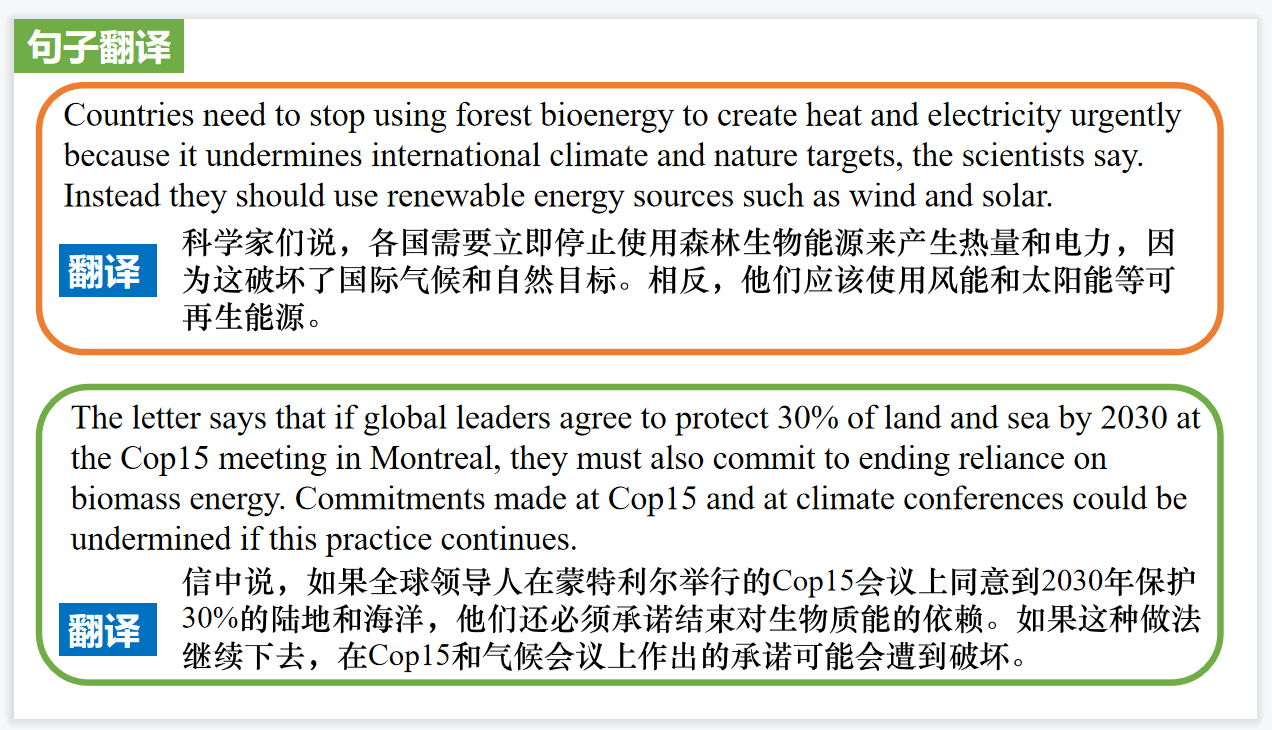 句子翻译
Countries need to stop using forest bioenergy to create heat and electricity urgently
because it undermines international climate and nature targets, the scientists say.
Instead they should use renewable energy sources such as wind and solar.
翻译
科学家们说，各国需要立即停止使用森林生物能源来产生热量和电力，因
为这破坏了国际气候和自然目标。相反，他们应该使用风能和太阳能等可
再生能源。
The letter says that if global leaders agree to protect 30% of land and sea by 2030 at
the Cop15 meeting in Montreal, they must also commit to ending reliance on
biomass energy. Commitments made at Cop15 and at climate conferences could be
undermined if this practice continues.
翻译
信中说，如果全球领导人在蒙特利尔举行的Cop15会议上同意到2030年保护
30%的陆地和海洋，他们还必须承诺结束对生物质能的依赖。如果这种做法
继续下去，在Cop15和气候会议上作出的承诺可能会遭到破坏。